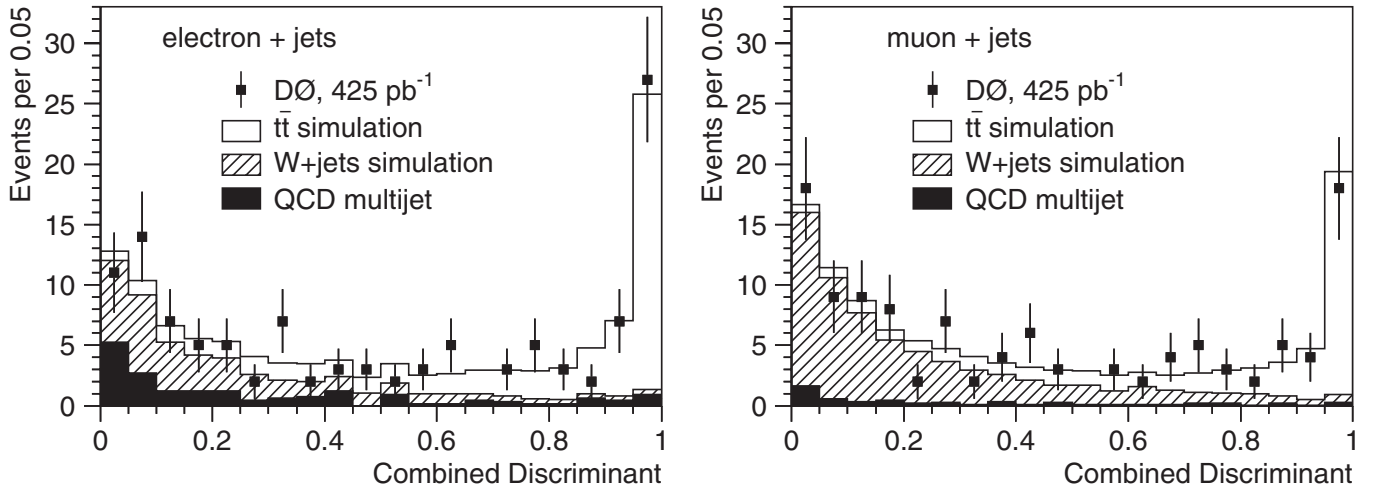 Events per 0.05
30
25
20
15
10
5
0
electron + jets
DØ, 425 pb⁻¹
tt̄ simulation
W+jets simulation
QCD multijet
0 0.2 0.4 0.6 0.8 1
Combined Discriminant
Events per 0.05
30
25
20
15
10
5
0
muon + jets
DØ, 425 pb⁻¹
tt̄ simulation
W+jets simulation
QCD multijet
0 0.2 0.4 0.6 0.8 1
Combined Discriminant